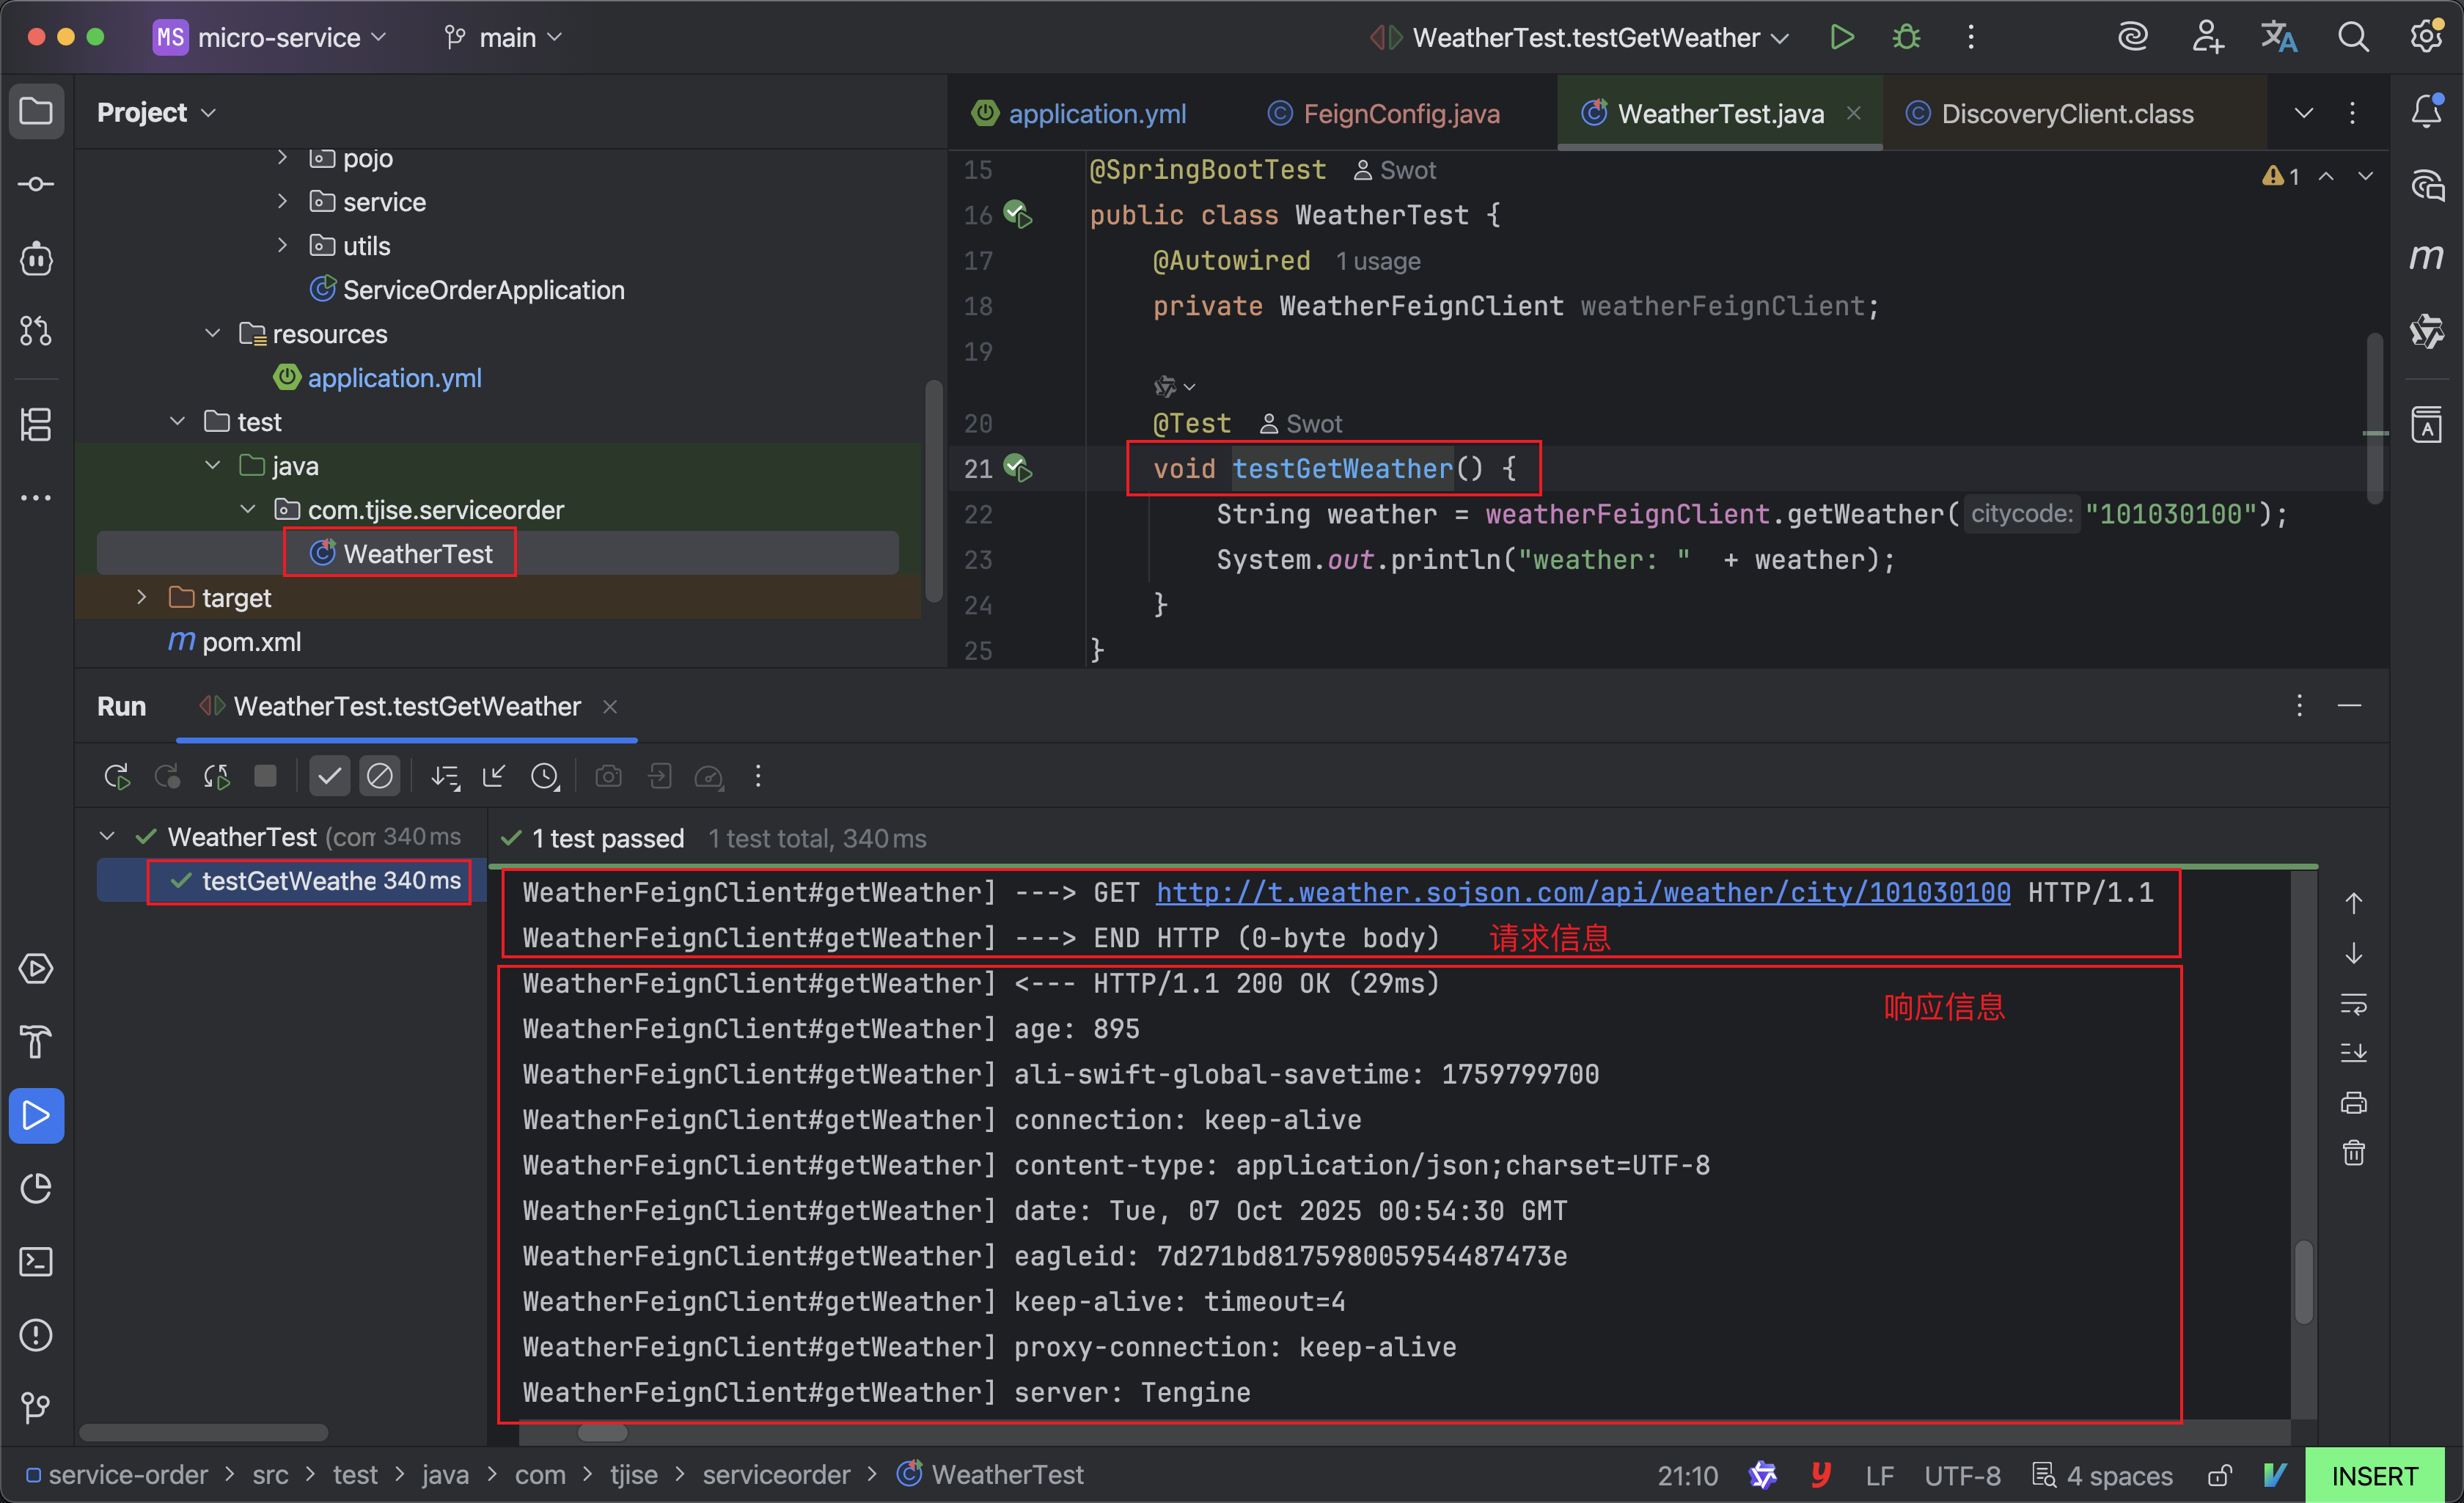 MS micro-service main WeatherTest.testGetWeather
Project
pojo
service
utils
ServiceOrderApplication
resources
application.yml
test
java
com.tjise.serviceorder
WeatherTest
target
pom.xml
application.yml FeignConfig.java WeatherTest.java DiscoveryClient.class
1
15 @SpringBootTest Swot
16 public class WeatherTest {
17 @Autowired 1 usage
18 private WeatherFeignClient weatherFeignClient;
19
20 @Test Swot
21 void testGetWeather() {
22 String weather = weatherFeignClient.getWeather( citycode: "101030100");
23 System.out.println("weather: " + weather);
24 }
25 }
Run WeatherTest.testGetWeather
WeatherTest (com 340 ms
testGetWeathe 340 ms
1 test passed 1 test total, 340 ms
WeatherFeignClient#getWeather] ---> GET http://t.weather.sojson.com/api/weather/city/101030100 HTTP/1.1
WeatherFeignClient#getWeather] ---> END HTTP (0-byte body) 请求信息
WeatherFeignClient#getWeather] <--- HTTP/1.1 200 OK (29ms)
响应信息
WeatherFeignClient#getWeather] age: 895
WeatherFeignClient#getWeather] ali-swift-global-savetime: 1759799700
WeatherFeignClient#getWeather] connection: keep-alive
WeatherFeignClient#getWeather] content-type: application/json;charset=UTF-8
WeatherFeignClient#getWeather] date: Tue, 07 Oct 2025 00:54:30 GMT
WeatherFeignClient#getWeather] eagleid: 7d271bd817598005954487473e
WeatherFeignClient#getWeather] keep-alive: timeout=4
WeatherFeignClient#getWeather] proxy-connection: keep-alive
WeatherFeignClient#getWeather] server: Tengine
service-order > src > test > java > com > tjise > serviceorder > WeatherTest
21:10 LF UTF-8 4 spaces INSERT